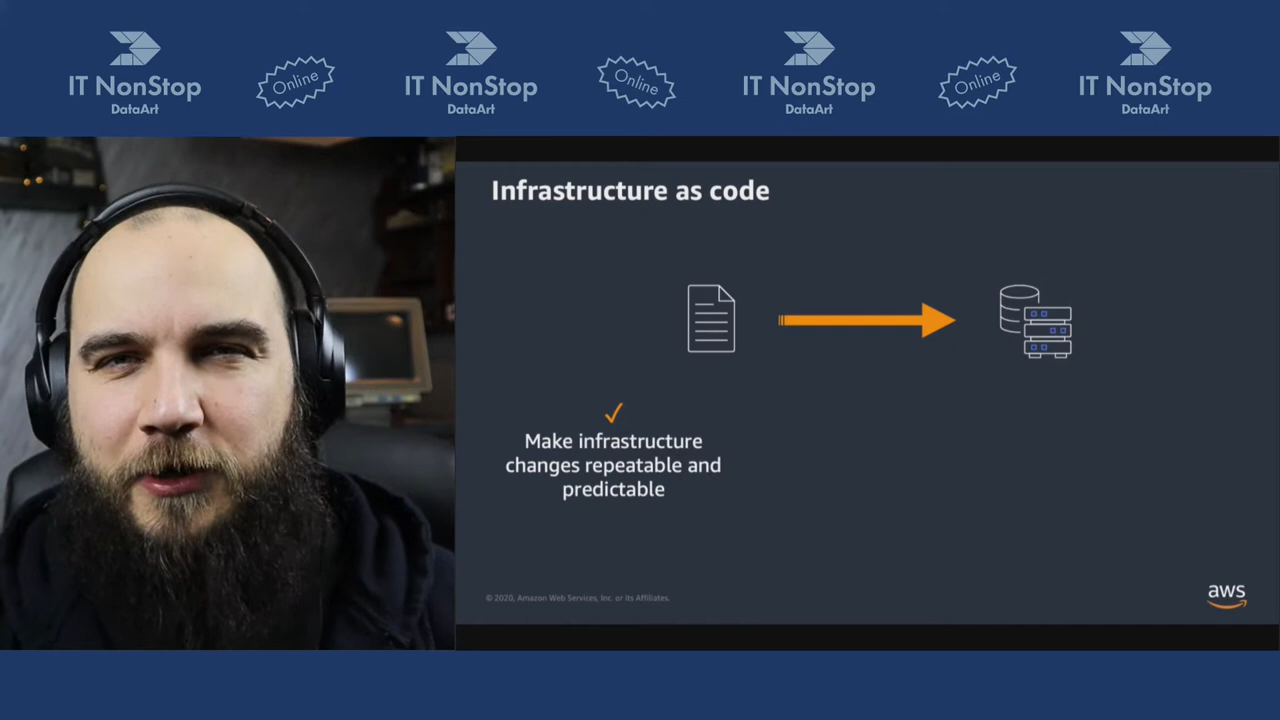 IT NonStop
DataArt
Online
IT NonStop
DataArt
Online
IT NonStop
DataArt
Online
IT NonStop
DataArt
Infrastructure as code
✓
Make infrastructure
changes repeatable and
predictable
© 2020, Amazon Web Services, Inc. or its Affiliates.
aws